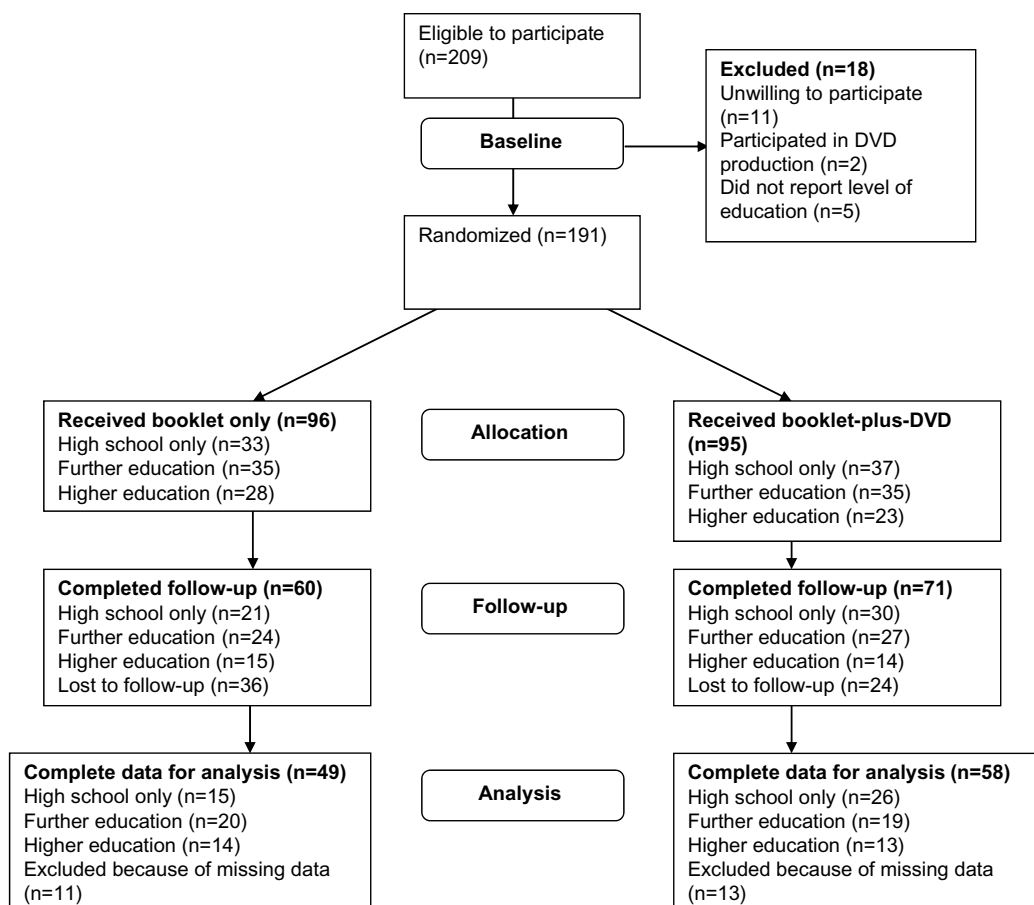 Eligible to participate
(n=209)
Excluded (n=18)
Unwilling to participate
(n=11)
Participated in DVD
production (n=2)
Did not report level of
education (n=5)
Baseline
Randomized (n=191)
Received booklet only (n=96)
High school only (n=33)
Further education (n=35)
Higher education (n=28)
Allocation
Received booklet-plus-DVD
(n=95)
High school only (n=37)
Further education (n=35)
Higher education (n=23)
Completed follow-up (n=60)
High school only (n=21)
Further education (n=24)
Higher education (n=15)
Lost to follow-up (n=36)
Follow-up
Completed follow-up (n=71)
High school only (n=30)
Further education (n=27)
Higher education (n=14)
Lost to follow-up (n=24)
Complete data for analysis (n=49)
High school only (n=15)
Further education (n=20)
Higher education (n=14)
Excluded because of missing data
(n=11)
Analysis
Complete data for analysis (n=58)
High school only (n=26)
Further education (n=19)
Higher education (n=13)
Excluded because of missing data
(n=13)